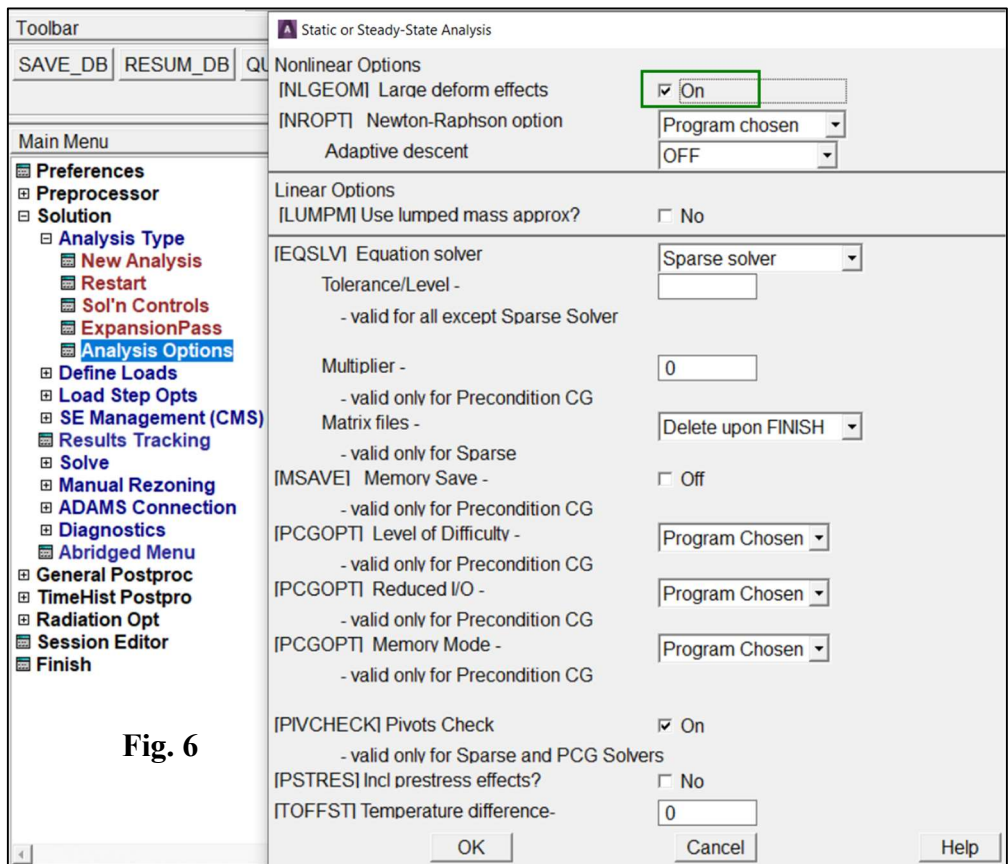 Toolbar
SAVE_DB RESUM_DB QU
Main Menu
Preferences
Preprocessor
Solution
Analysis Type
New Analysis
Restart
Sol'n Controls
ExpansionPass
Analysis Options
Define Loads
Load Step Opts
SE Management (CMS)
Results Tracking
Solve
Manual Rezoning
ADAMS Connection
Diagnostics
Abridged Menu
General Postproc
TimeHist Postpro
Radiation Opt
Session Editor
Finish
Fig. 6
Static or Steady-State Analysis
Nonlinear Options
[NLGEOM] Large deform effects On
[NROPT] Newton-Raphson option Program chosen
Adaptive descent OFF
Linear Options
[LUMPM] Use lumped mass approx? No
[EQSLV] Equation solver Sparse solver
Tolerance/Level -
- valid for all except Sparse Solver
Multiplier - 0
- valid only for Precondition CG
Matrix files - Delete upon FINISH
- valid only for Sparse
[MSAVE] Memory Save - Off
- valid only for Precondition CG
[PCGOPT] Level of Difficulty - Program Chosen
- valid only for Precondition CG
[PCGOPT] Reduced I/O - Program Chosen
- valid only for Precondition CG
[PCGOPT] Memory Mode - Program Chosen
- valid only for Precondition CG
[PIVCHECK] Pivots Check On
- valid only for Sparse and PCG Solvers
[PSTRES] Incl prestress effects? No
[TOFFST] Temperature difference- 0
OK Cancel Help